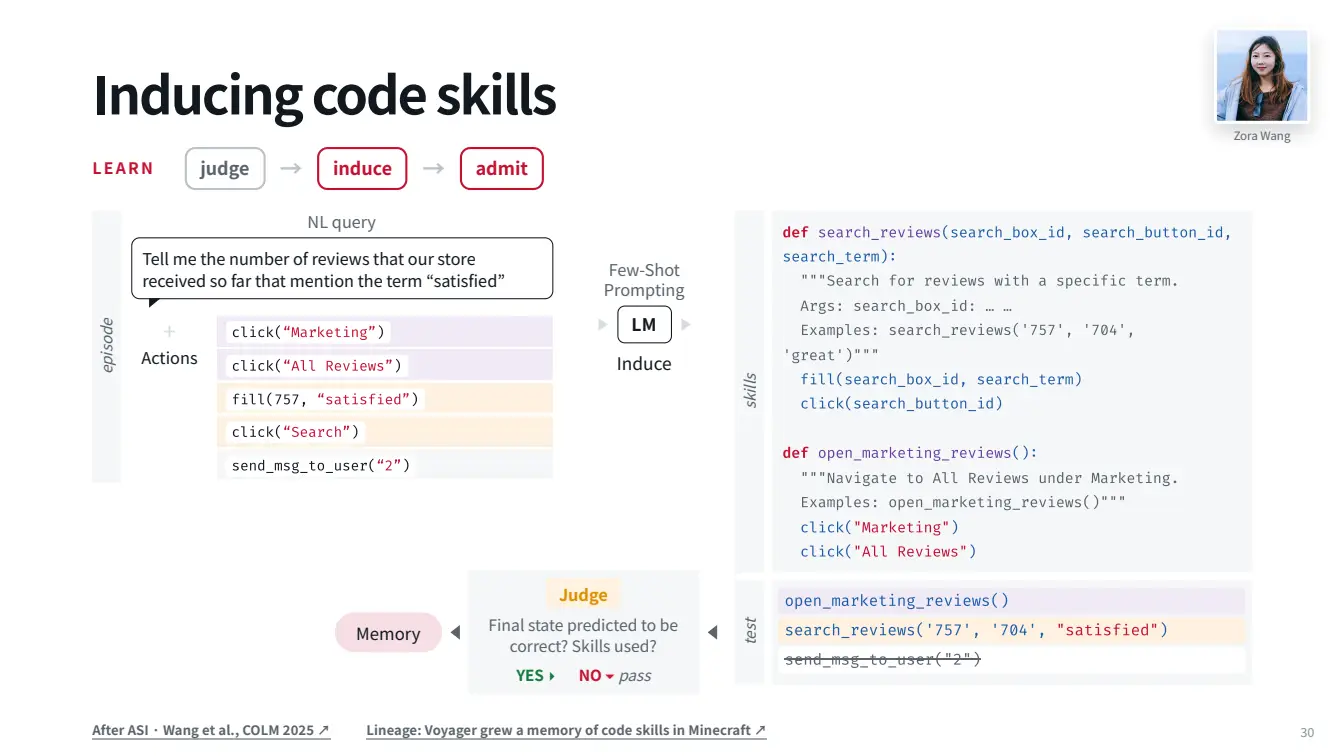 Inducing code skills
Zora Wang
LEARN judge → induce → admit
episode
NL query
Tell me the number of reviews that our store
received so far that mention the term “satisfied”
+
Actions
click(“Marketing”)
click(“All Reviews”)
fill(757, “satisfied”)
click(“Search”)
send_msg_to_user(“2”)
Few-Shot
Prompting
LM
Induce
skills
def search_reviews(search_box_id, search_button_id,
search_term):
"""Search for reviews with a specific term.
Args: search_box_id: … …
Examples: search_reviews('757', '704',
'great')"""
fill(search_box_id, search_term)
click(search_button_id)
def open_marketing_reviews():
"""Navigate to All Reviews under Marketing.
Examples: open_marketing_reviews()"""
click("Marketing")
click("All Reviews")
test
open_marketing_reviews()
search_reviews('757', '704', "satisfied")
send_msg_to_user("2")
Judge
Final state predicted to be
correct? Skills used?
YES NO pass
Memory
After ASI · Wang et al., COLM 2025 ↗
Lineage: Voyager grew a memory of code skills in Minecraft ↗
30